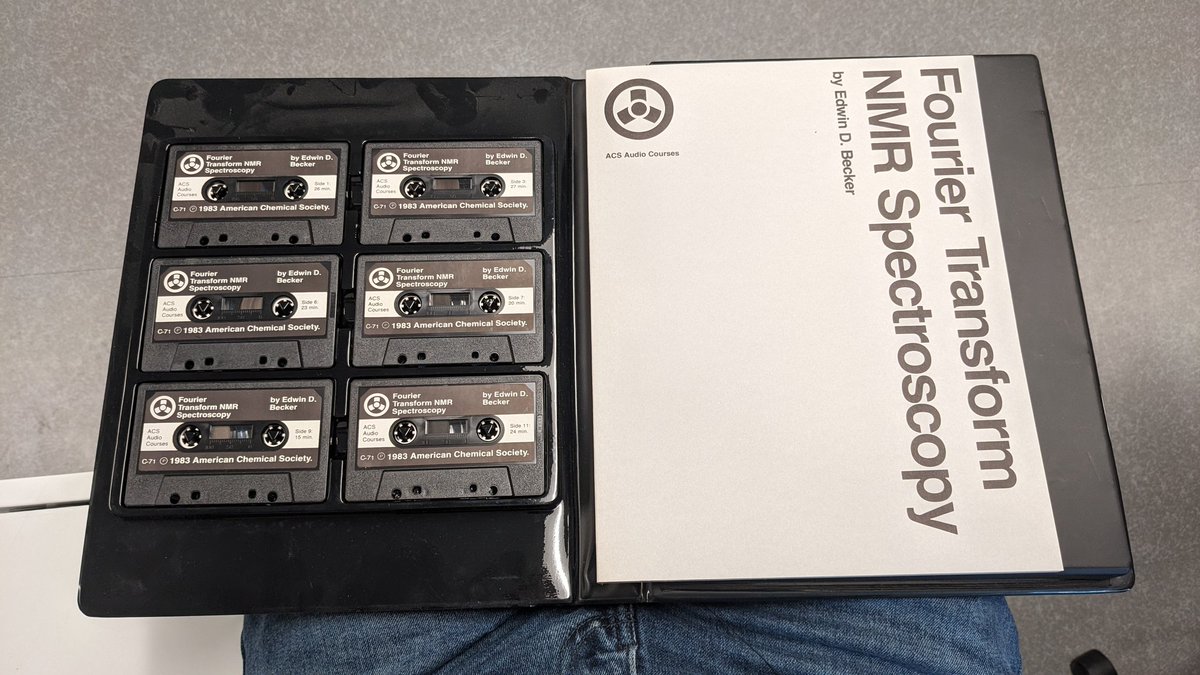 Fourier
Transform NMR
Spectroscopy
by Edwin D.
Becker
ACS
Audio
Courses
Side 1:
26 min.
C-71 Ⓟ 1983 American Chemical Society.
Fourier
Transform NMR
Spectroscopy
by Edwin D.
Becker
ACS
Audio
Courses
Side 3:
27 min.
C-71 Ⓟ 1983 American Chemical Society.
Fourier
Transform NMR
Spectroscopy
by Edwin D.
Becker
ACS
Audio
Courses
Side 6:
23 min.
C-71 Ⓟ 1983 American Chemical Society.
Fourier
Transform NMR
Spectroscopy
by Edwin D.
Becker
ACS
Audio
Courses
Side 7:
30 min.
C-71 Ⓟ 1983 American Chemical Society.
Fourier
Transform NMR
Spectroscopy
by Edwin D.
Becker
ACS
Audio
Courses
Side 9:
15 min.
C-71 Ⓟ 1983 American Chemical Society.
Fourier
Transform NMR
Spectroscopy
by Edwin D.
Becker
ACS
Audio
Courses
Side 11:
24 min.
C-71 Ⓟ 1983 American Chemical Society.
ACS Audio Courses
Fourier Transform
NMR Spectroscopy
by Edwin D. Becker